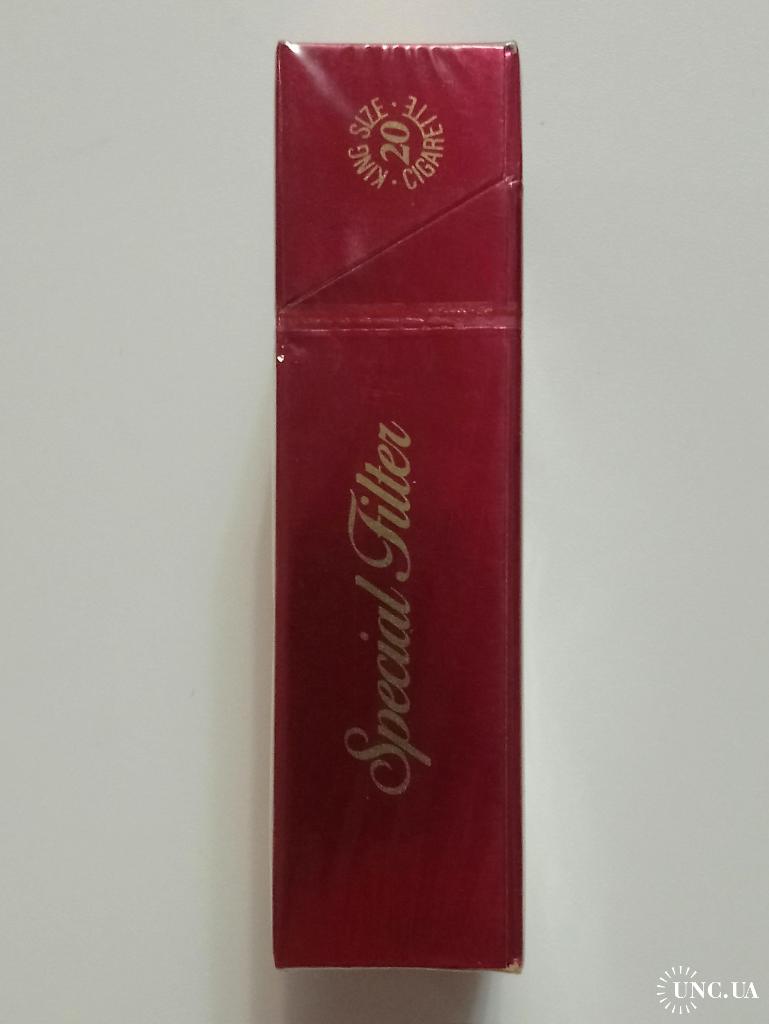 KING SIZE · CIGARETTE ·
20
Special Filter
UNC.UA